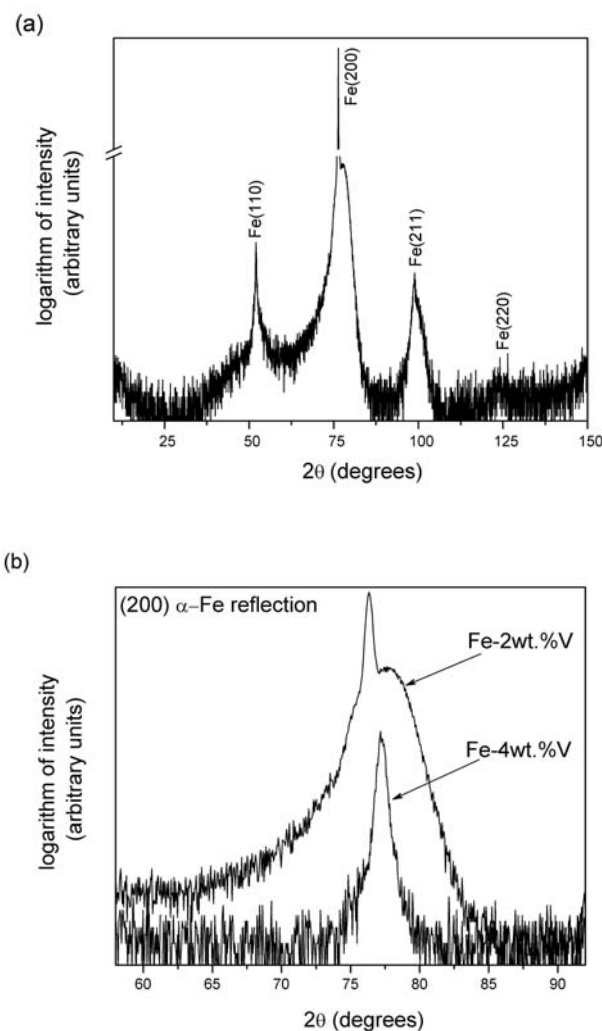 (a)
logarithm of intensity
(arbitrary units)
Fe(110)
Fe(200)
Fe(211)
Fe(220)
25 50 75 100 125 150
2θ (degrees)
(b)
logarithm of intensity
(arbitrary units)
(200) α–Fe reflection
Fe-2wt.%V
Fe-4wt.%V
60 65 70 75 80 85 90
2θ (degrees)